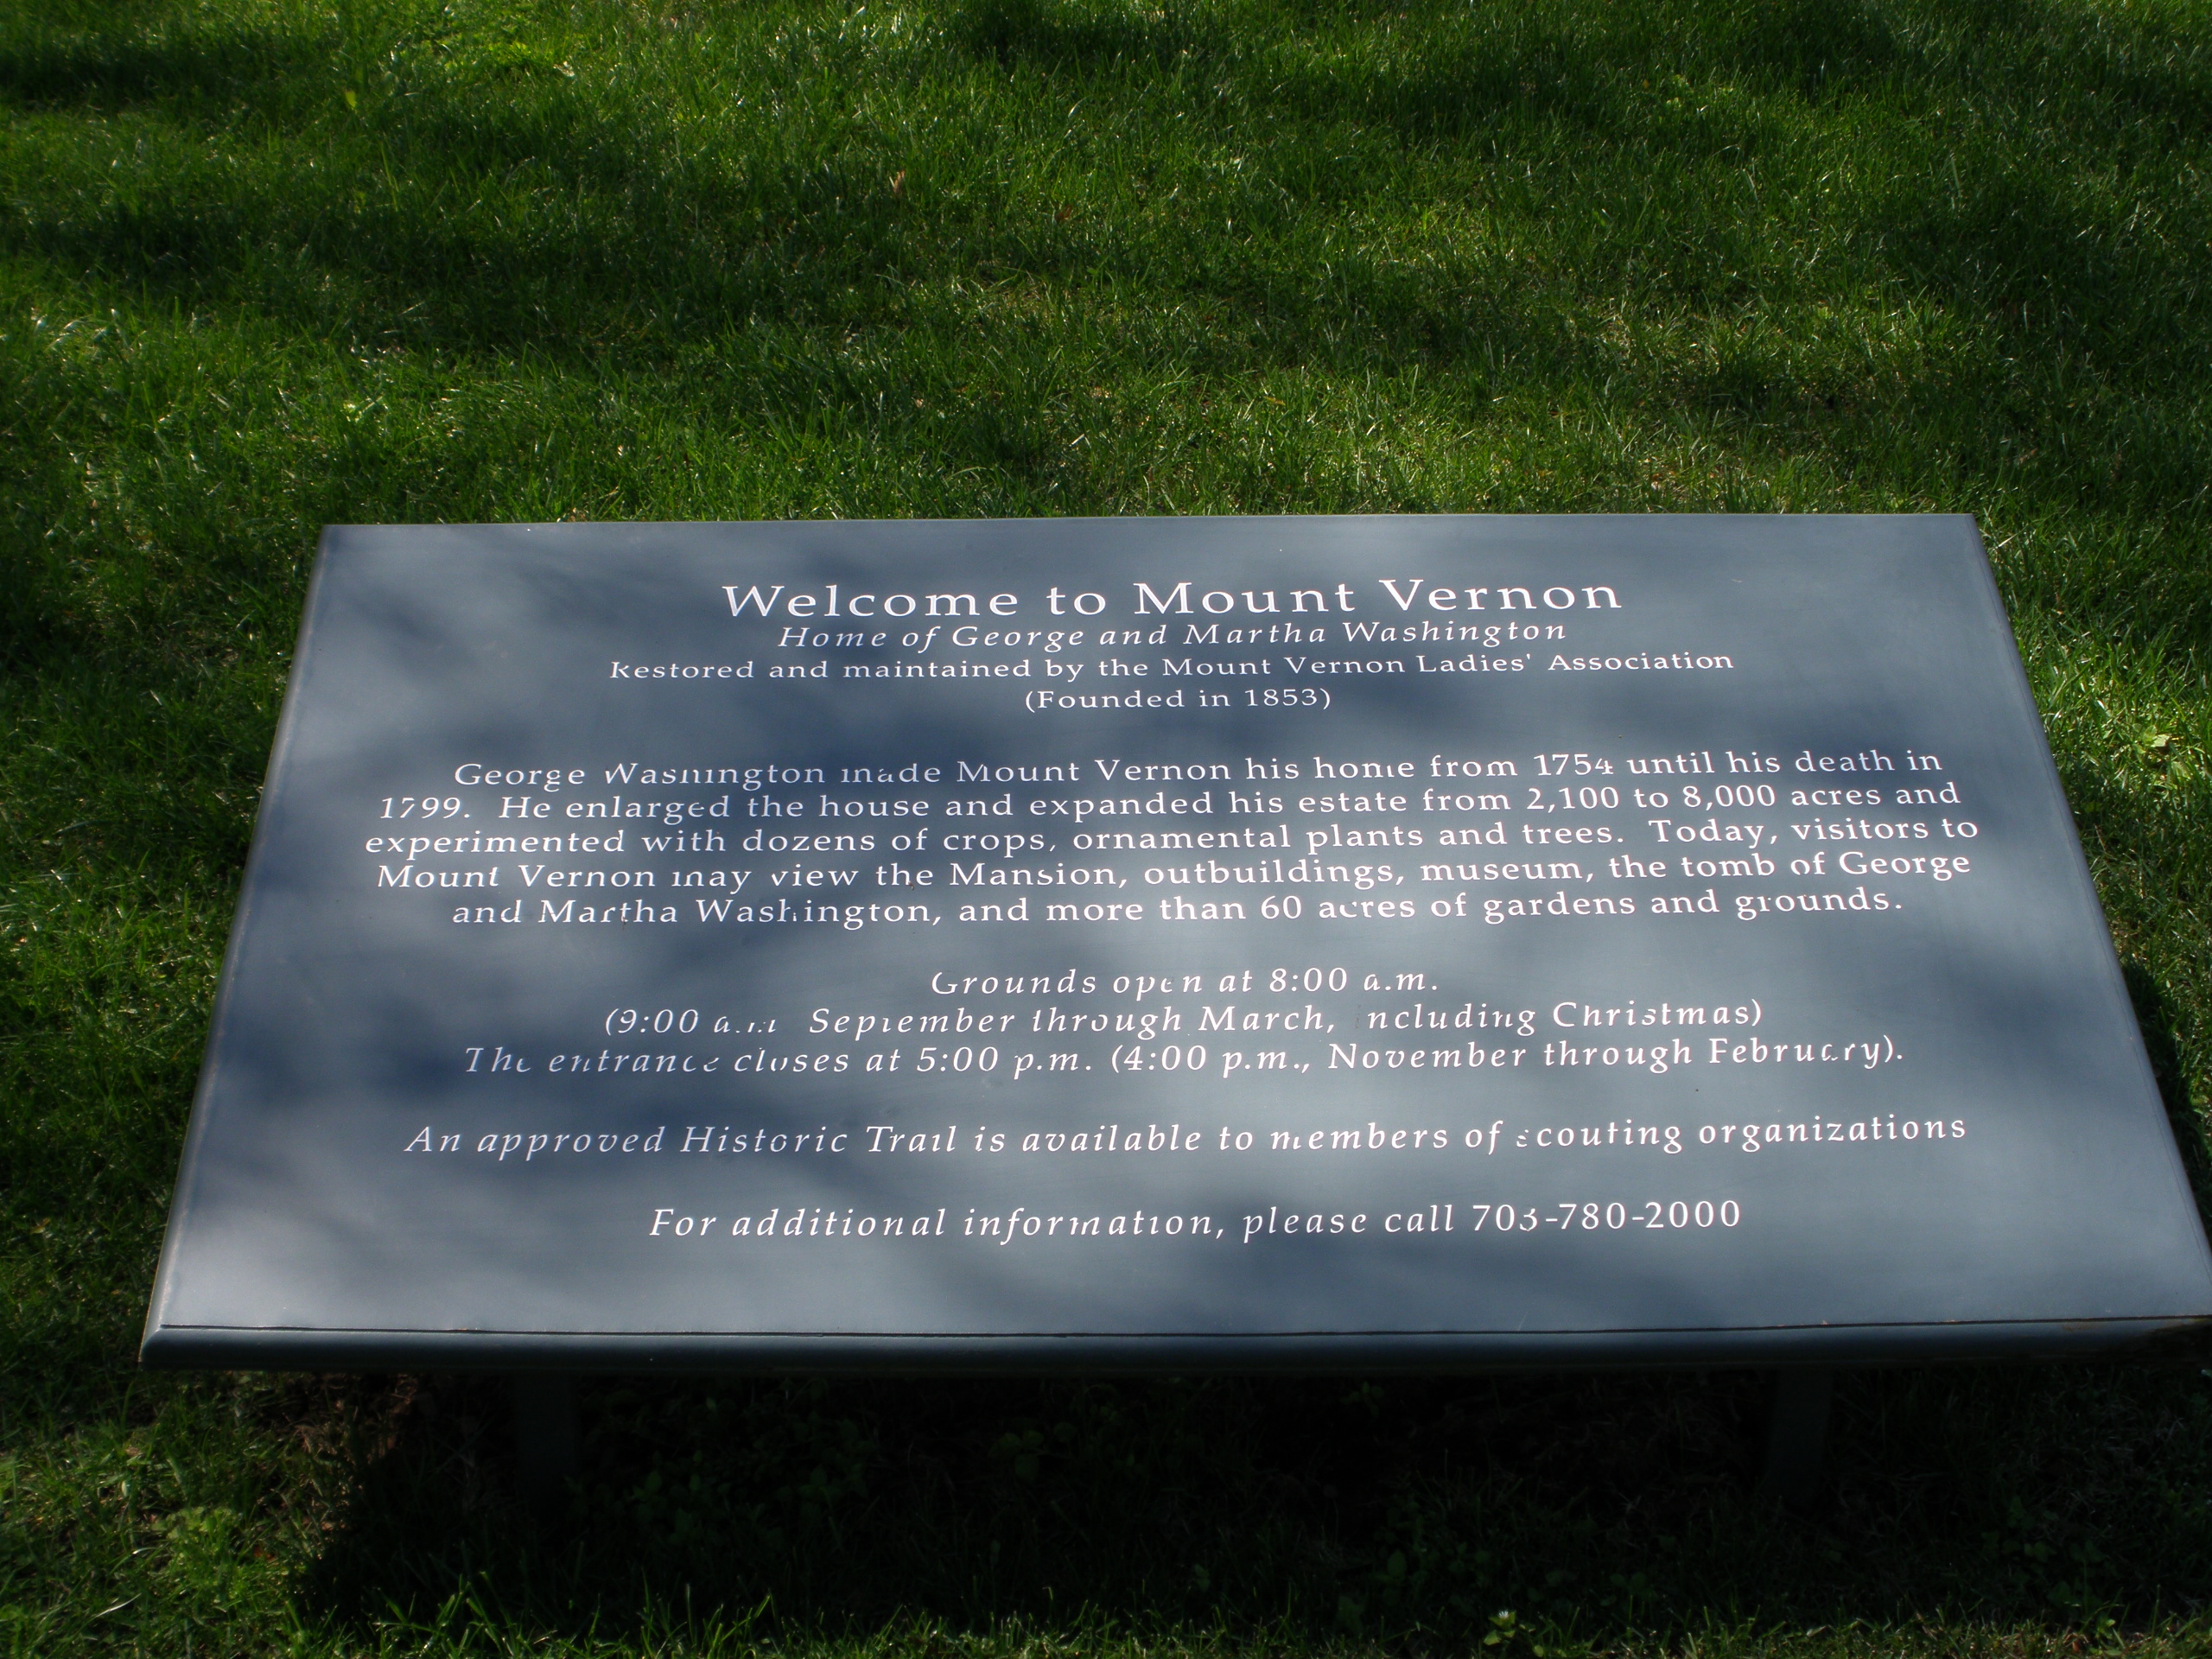 Welcome to Mount Vernon
Home of George and Martha Washington
Restored and maintained by the Mount Vernon Ladies' Association
(Founded in 1853)
George Washington made Mount Vernon his home from 1754 until his death in
1799. He enlarged the house and expanded his estate from 2,100 to 8,000 acres and
experimented with dozens of crops, ornamental plants and trees. Today, visitors to
Mount Vernon may view the Mansion, outbuildings, museum, the tomb of George
and Martha Washington, and more than 60 acres of gardens and grounds.
Grounds open at 8:00 a.m.
(9:00 a.m. September through March, including Christmas)
The entrance closes at 5:00 p.m. (4:00 p.m., November through February).
An approved Historic Trail is available to members of scouting organizations
For additional information, please call 703-780-2000